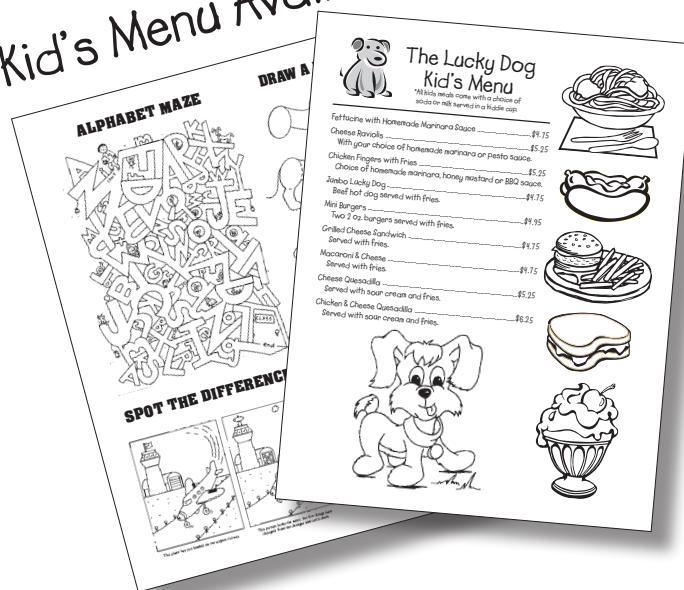 Kid's Menu
ALPHABET MAZE
DRAW A
SPOT THE DIFFERENC
CLASS
end
The Lucky Dog
Kid's Menu
*All kids meals come with a choice of
soda or milk served in a kiddie cup.
Fettucine with Homemade Marinara Sauce $4.75
Cheese Raviolis $5.25
With your choice of homemade marinara or pesto sauce.
Chicken Fingers with Fries $5.25
Choice of homemade marinara, honey mustard or BBQ sauce.
Jumbo Lucky Dog $4.75
Beef hot dog served with fries.
Mini Burgers $4.95
Two 2 oz. burgers served with fries.
Grilled Cheese Sandwich $4.75
Served with fries.
Macaroni & Cheese $4.75
Served with fries.
Cheese Quesadilla $5.25
Served with sour cream and fries.
Chicken & Cheese Quesadilla $6.25
Served with sour cream and fries.